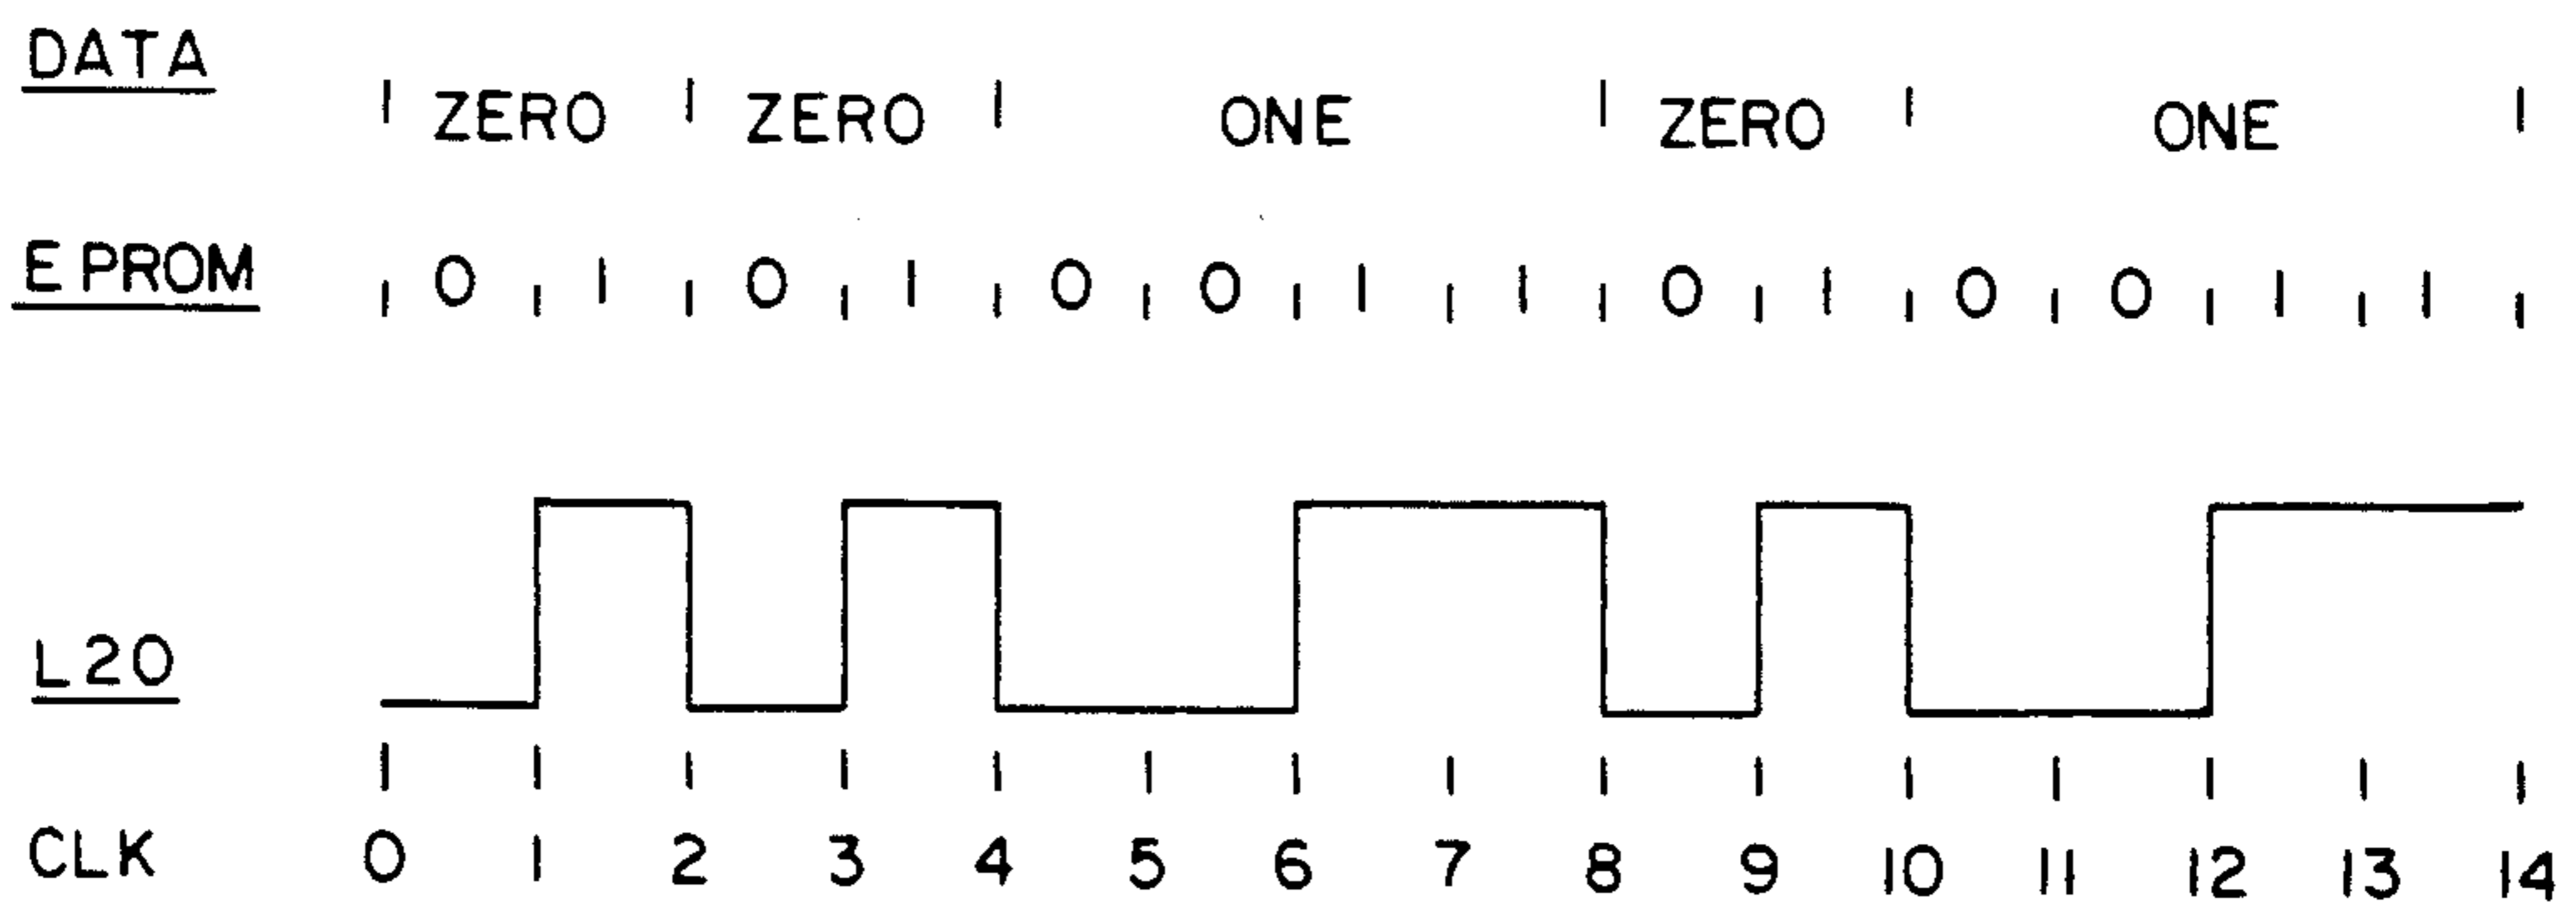 DATA ZERO ZERO ONE ZERO ONE
E PROM 0 1 0 1 0 0 1 1 0 1 0 0 1 1
L20
CLK 0 1 2 3 4 5 6 7 8 9 10 11 12 13 14